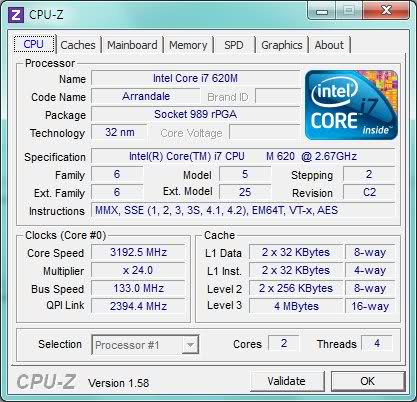 CPU-Z
CPU Caches Mainboard Memory SPD Graphics About
Processor
Name Intel Core i7 620M
Code Name Arrandale Brand ID
Package Socket 989 rPGA
Technology 32 nm Core Voltage
intel i7
CORE inside™
Specification Intel(R) Core(TM) i7 CPU M 620 @ 2.67GHz
Family 6 Model 5 Stepping 2
Ext. Family 6 Ext. Model 25 Revision C2
Instructions MMX, SSE (1, 2, 3, 3S, 4.1, 4.2), EM64T, VT-x, AES
Clocks (Core #0) Cache
Core Speed 3192.5 MHz L1 Data 2 x 32 KBytes 8-way
Multiplier x 24.0 L1 Inst. 2 x 32 KBytes 4-way
Bus Speed 133.0 MHz Level 2 2 x 256 KBytes 8-way
QPI Link 2394.4 MHz Level 3 4 MBytes 16-way
Selection Processor #1 Cores 2 Threads 4
CPU-Z Version 1.58 Validate OK